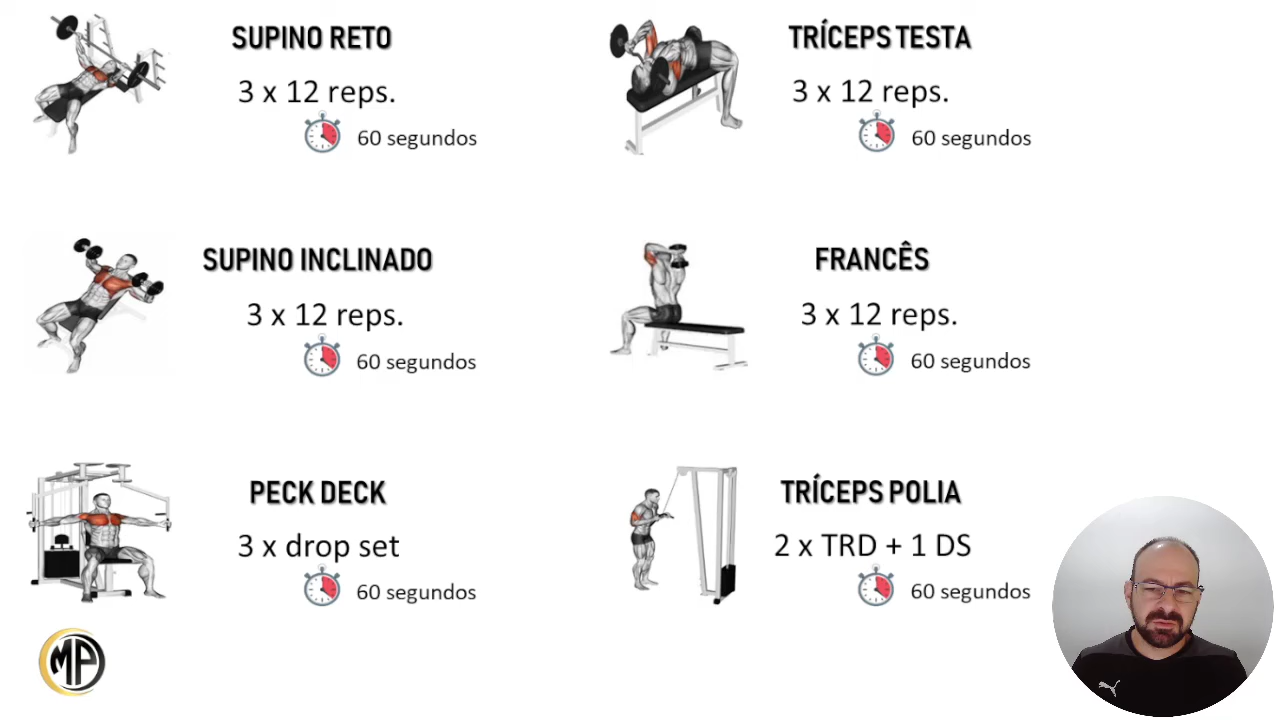 SUPINO RETO
3 x 12 reps.
60 segundos
TRÍCEPS TESTA
3 x 12 reps.
60 segundos
SUPINO INCLINADO
3 x 12 reps.
60 segundos
FRANCÊS
3 x 12 reps.
60 segundos
PECK DECK
3 x drop set
60 segundos
TRÍCEPS POLIA
2 x TRD + 1 DS
60 segundos
MP